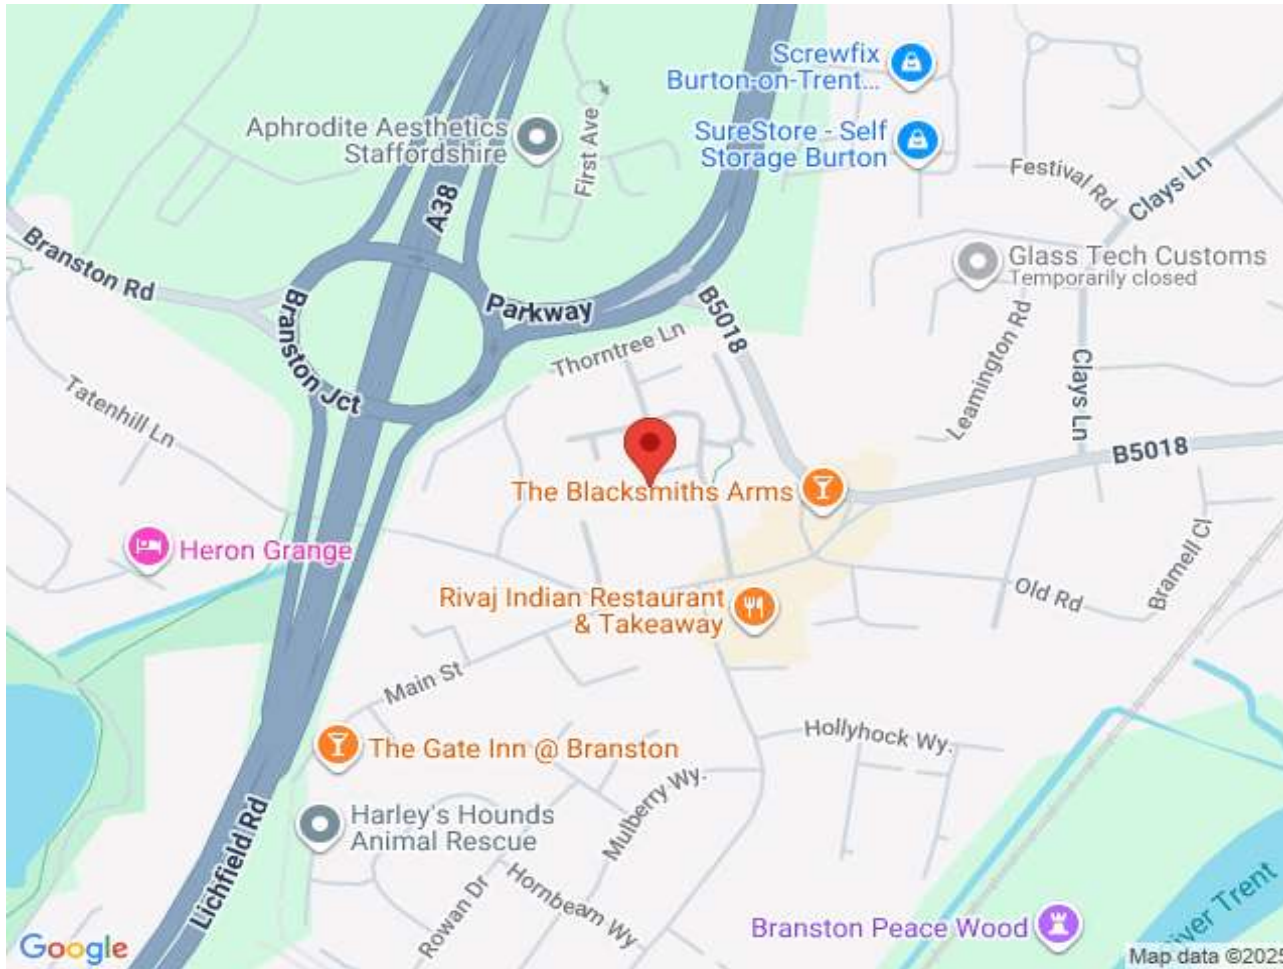 Screwfix
Burton-on-Trent...
Aphrodite Aesthetics
Staffordshire
SureStore - Self
Storage Burton
First Ave
A38
Festival Rd
Clays Ln
Branston Rd
Glass Tech Customs
Temporarily closed
Parkway
B5018
Branston Jct
Thorntree Ln
Leamington Rd
Clays Ln
Tatenhill Ln
B5018
The Blacksmiths Arms
Heron Grange
Bramell Cl
Rivaj Indian Restaurant
& Takeaway
Old Rd
Main St
Hollyhock Wy.
The Gate Inn @ Branston
Mulberry Wy.
Harley's Hounds
Animal Rescue
Lichfield Rd
Rowan Dr
Hornbeam Wy
Branston Peace Wood
River Trent
Google
Map data ©2025